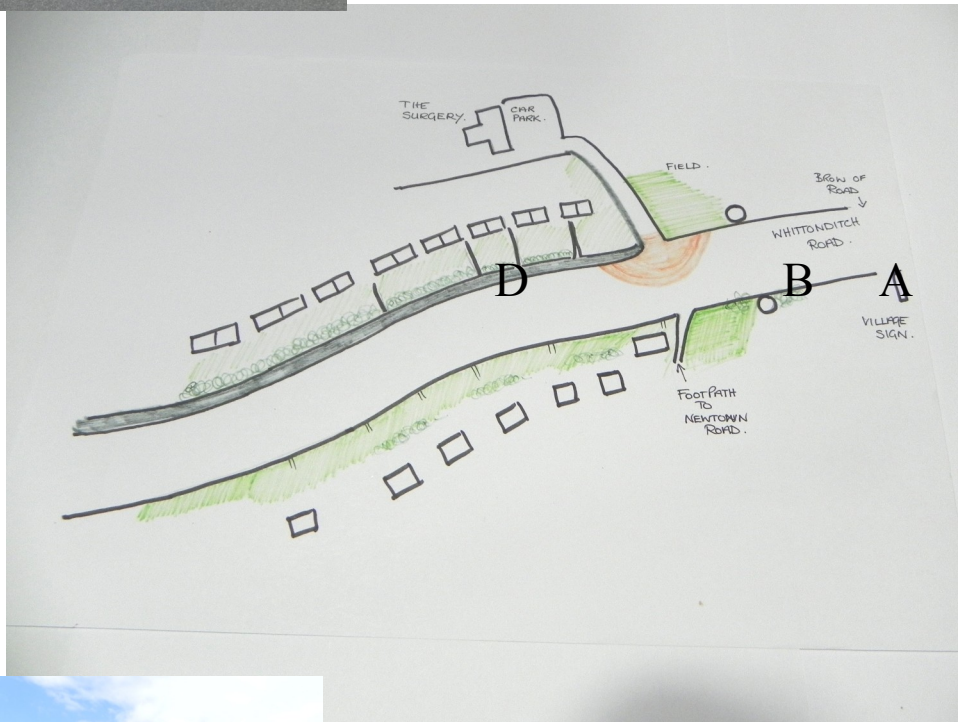 THE
SURGERY.
CAR
PARK.
FIELD.
BROW OF
ROAD
WHITTONDITCH
ROAD.
D
B
A
VILLAGE
SIGN.
FOOTPATH
TO
NEWTOWN
ROAD.